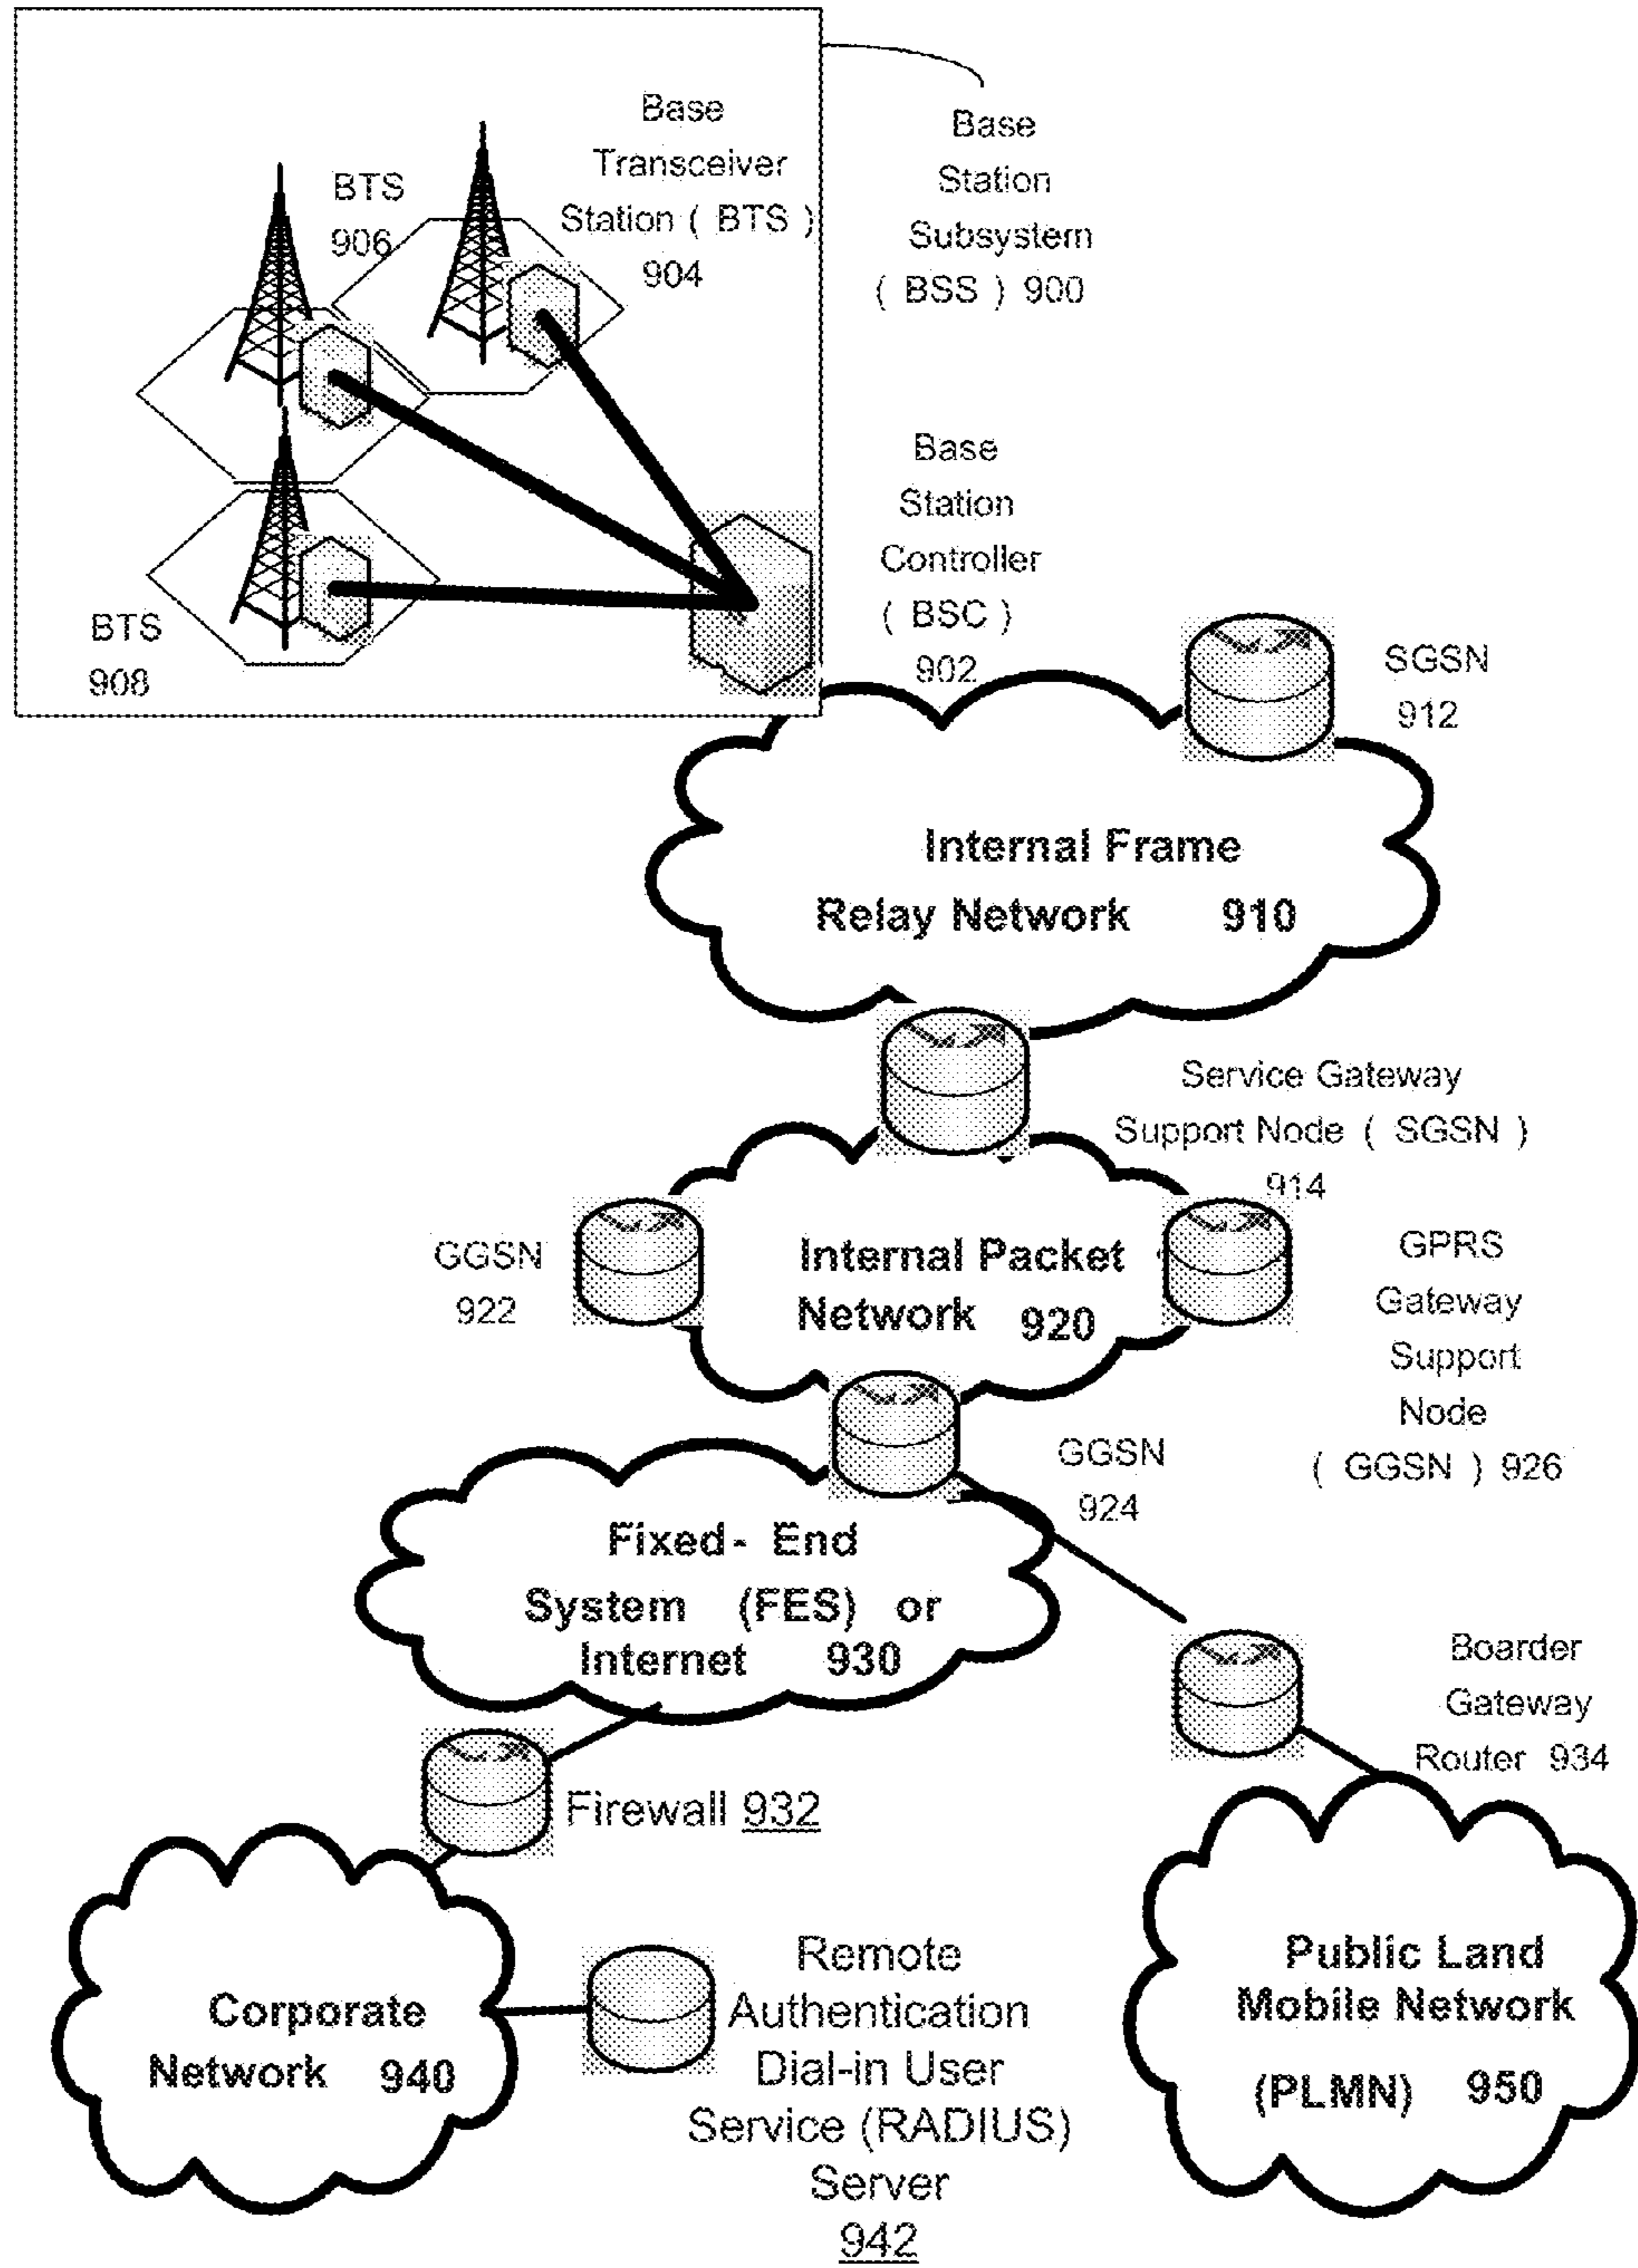 Base
Transceiver
Station ( BTS )
904
BTS
906
BTS
908
Base
Station
Subsystem
( BSS ) 900
Base
Station
Controller
( BSC )
902
SGSN
912
Internal Frame
Relay Network 910
Service Gateway
Support Node ( SGSN )
914
GGSN
922
Internal Packet
Network 920
GPRS
Gateway
Support
Node
( GGSN ) 926
GGSN
924
Fixed- End
System (FES) or
Internet 930
Boarder
Gateway
Router 934
Firewall 932
Corporate
Network 940
Remote
Authentication
Dial-in User
Service (RADIUS)
Server
942
Public Land
Mobile Network
(PLMN) 950